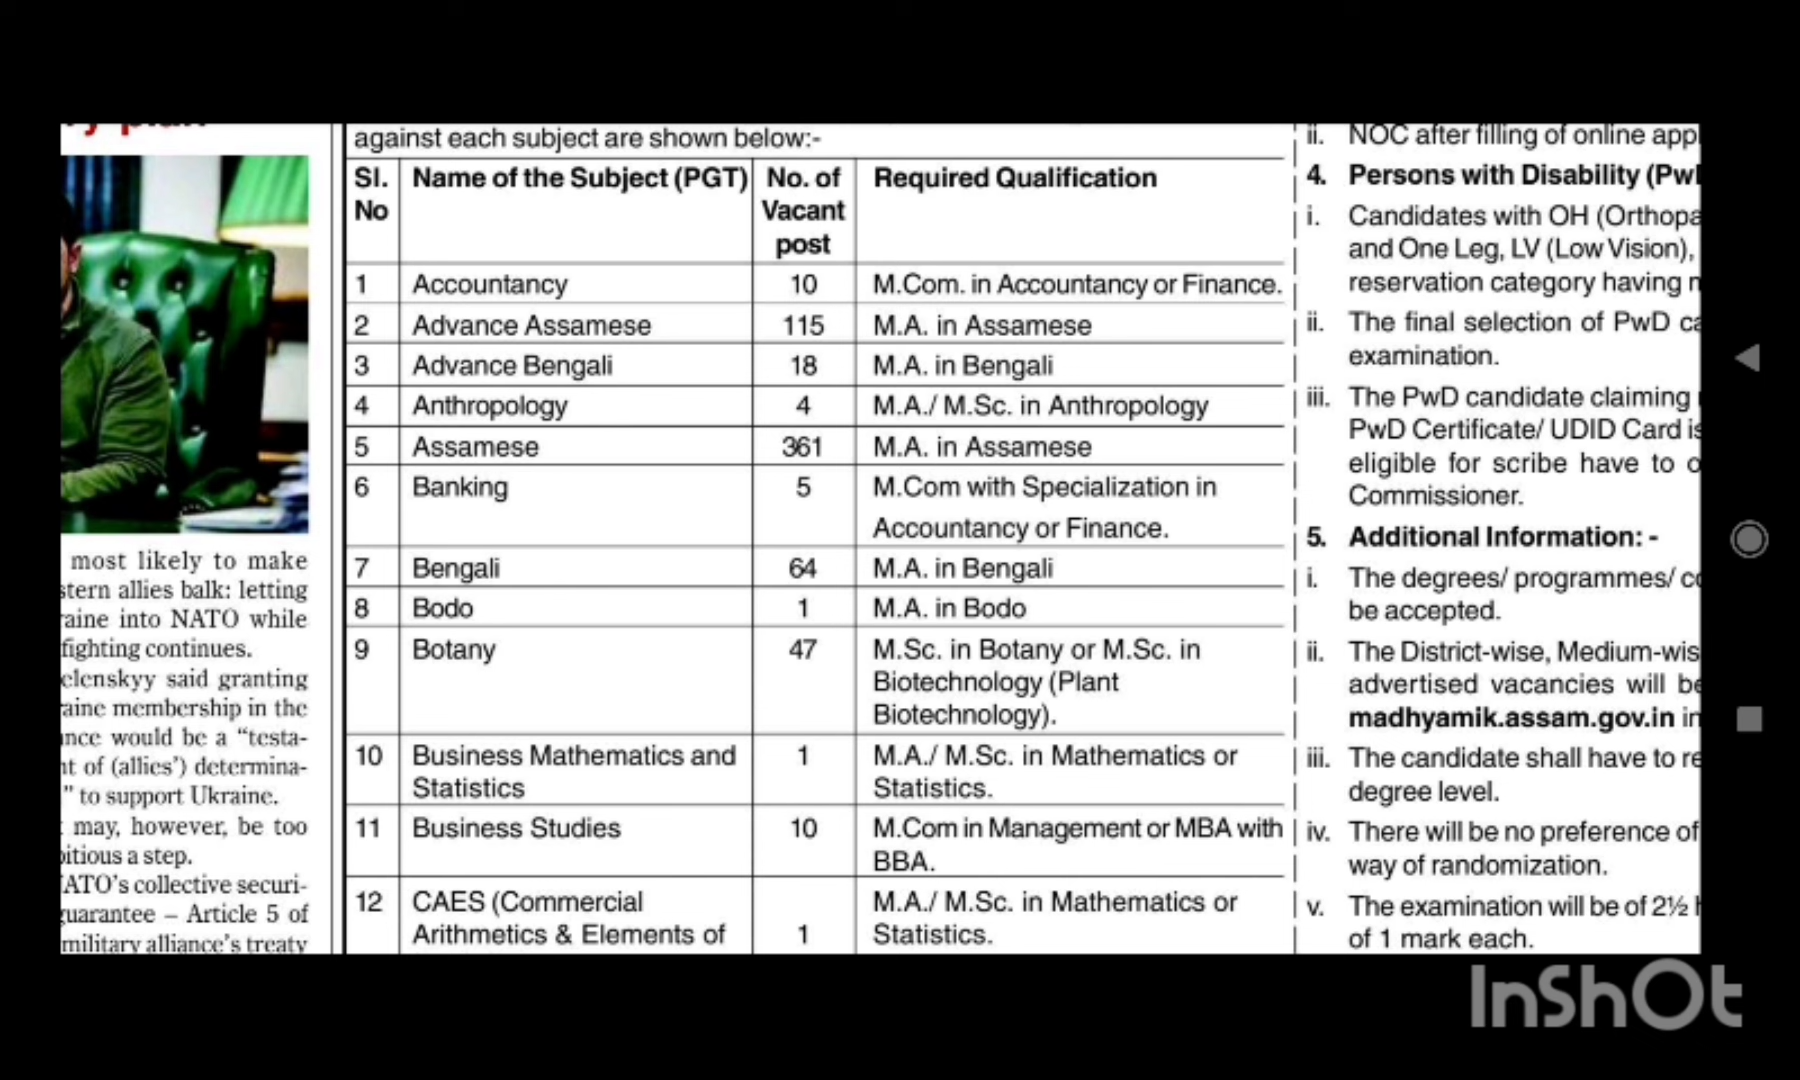 most likely to make
stern allies balk: letting
raine into NATO while
fighting continues.
elenskyy said granting
raine membership in the
ance would be a “testa-
nt of (allies’) determina-
” to support Ukraine.
may, however, be too
bitious a step.
ATO’s collective securi-
guarantee – Article 5 of
military alliance’s treaty
against each subject are shown below:-
Sl. No Name of the Subject (PGT) No. of Vacant post Required Qualification
1 Accountancy 10 M.Com. in Accountancy or Finance.
2 Advance Assamese 115 M.A. in Assamese
3 Advance Bengali 18 M.A. in Bengali
4 Anthropology 4 M.A./ M.Sc. in Anthropology
5 Assamese 361 M.A. in Assamese
6 Banking 5 M.Com with Specialization in
Accountancy or Finance.
7 Bengali 64 M.A. in Bengali
8 Bodo 1 M.A. in Bodo
9 Botany 47 M.Sc. in Botany or M.Sc. in
Biotechnology (Plant
Biotechnology).
10 Business Mathematics and Statistics 1 M.A./ M.Sc. in Mathematics or
Statistics.
11 Business Studies 10 M.Com in Management or MBA with
BBA.
12 CAES (Commercial M.A./ M.Sc. in Mathematics or
Arithmetics & Elements of 1 Statistics.
ii. NOC after filling of online app
4. Persons with Disability (Pw
i. Candidates with OH (Orthopa
and One Leg, LV (Low Vision),
reservation category having
ii. The final selection of PwD ca
examination.
iii. The PwD candidate claiming
PwD Certificate/ UDID Card is
eligible for scribe have to o
Commissioner.
5. Additional Information: -
i. The degrees/ programmes/ co
be accepted.
ii. The District-wise, Medium-wis
advertised vacancies will be
madhyamik.assam.gov.in in
iii. The candidate shall have to re
degree level.
iv. There will be no preference of
way of randomization.
v. The examination will be of 2½ h
of 1 mark each.
InShOt